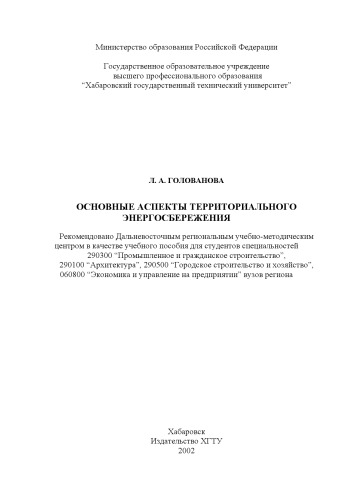 Министерство образования Российской Федерации
Государственное образовательное учреждение
высшего профессионального образования
“Хабаровский государственный технический университет”
Л. А. ГОЛОВАНОВА
ОСНОВНЫЕ АСПЕКТЫ ТЕРРИТОРИАЛЬНОГО
ЭНЕРГОСБЕРЕЖЕНИЯ
Рекомендовано Дальневосточным региональным учебно-методическим
центром в качестве учебного пособия для студентов специальностей
290300 “Промышленное и гражданское строительство”,
290100 “Архитектура”, 290500 “Городское строительство и хозяйство”,
060800 “Экономика и управление на предприятии” вузов региона
Хабаровск
Издательство ХГТУ
2002